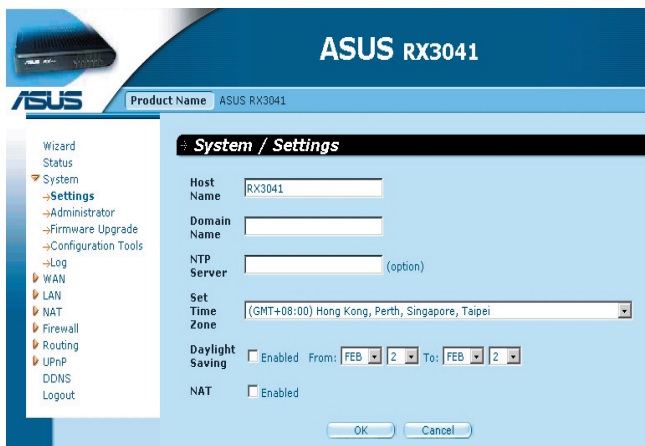 ASUS RX3041
ASUS
Product Name ASUS RX3041
Wizard
Status
System
Settings
Administrator
Firmware Upgrade
Configuration Tools
Log
WAN
LAN
NAT
Firewall
Routing
UPnP
DDNS
Logout
System / Settings
Host Name RX3041
Domain Name
NTP Server (option)
Set Time Zone (GMT+08:00) Hong Kong, Perth, Singapore, Taipei
Daylight Saving Enabled From: FEB 2 To: FEB 2
NAT Enabled
OK Cancel